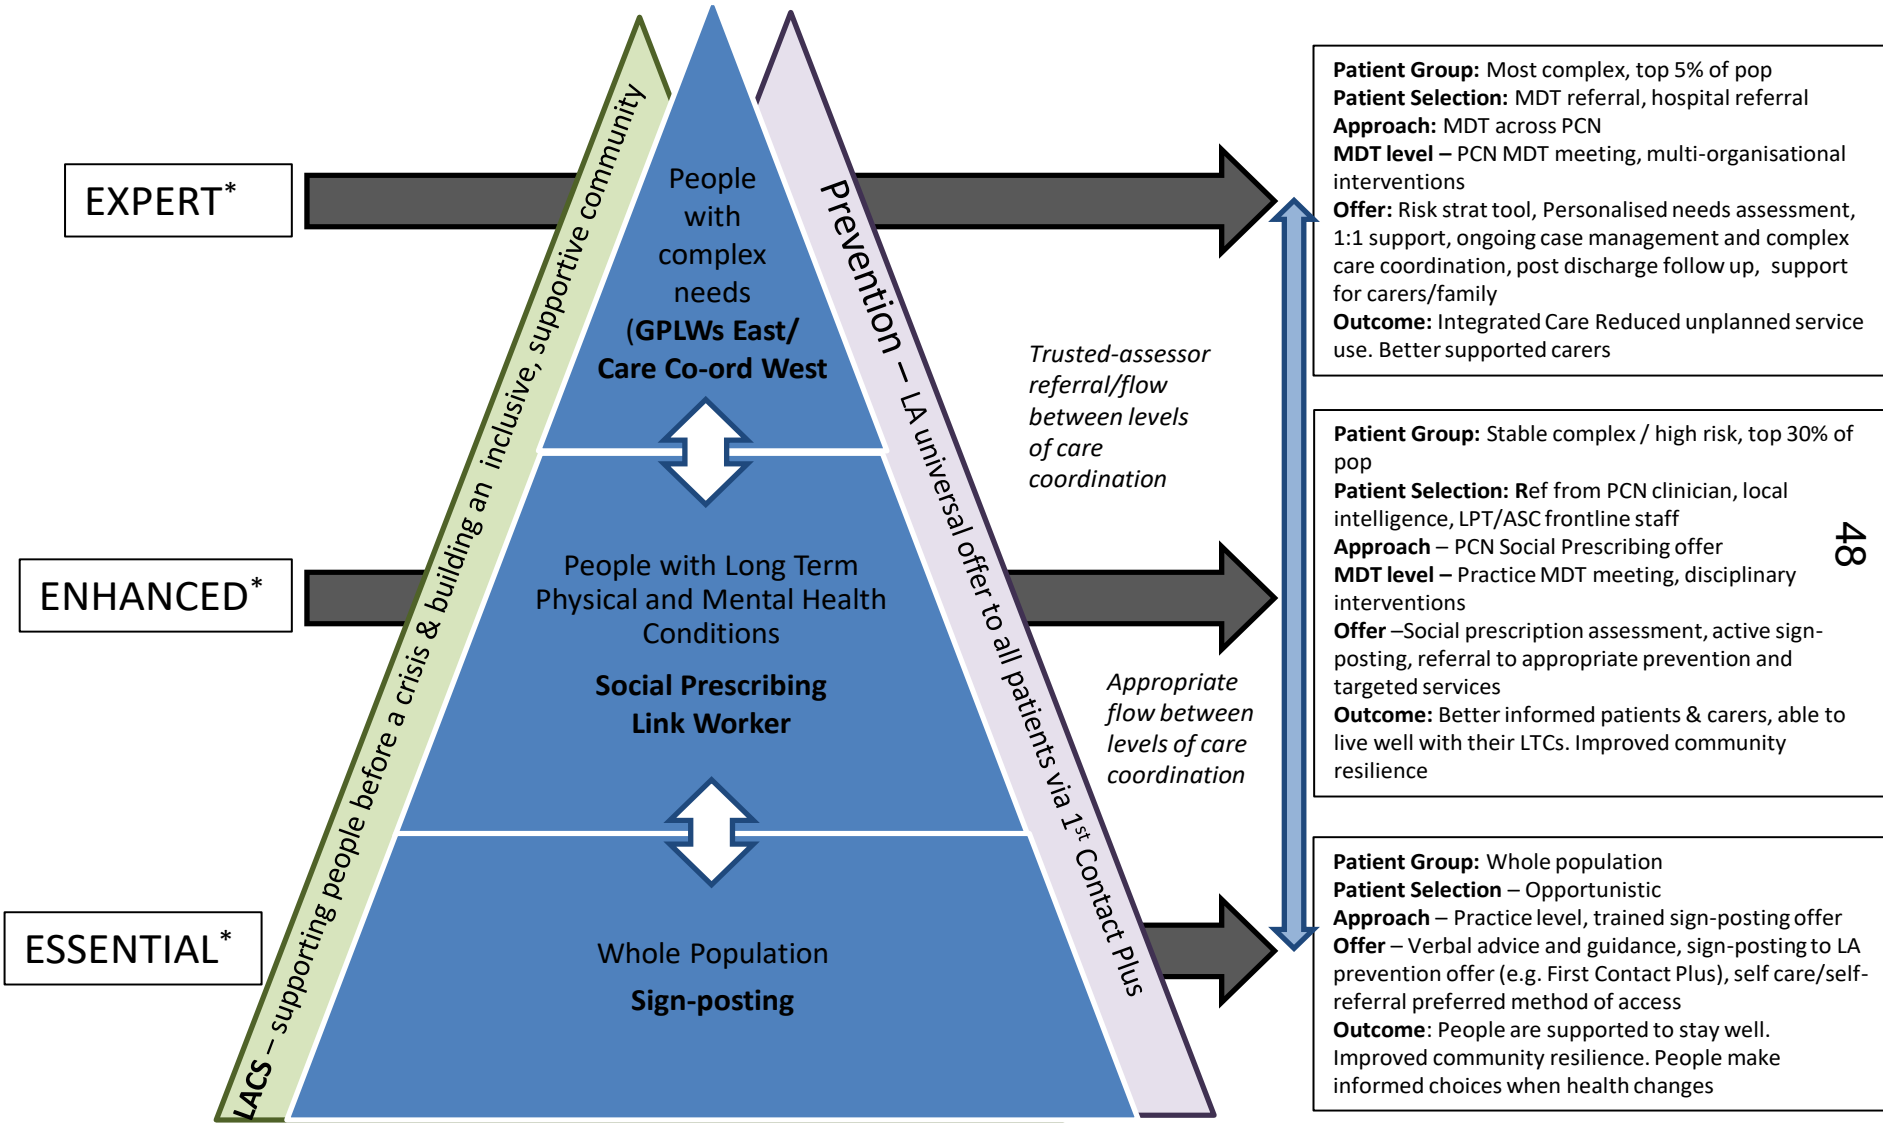 EXPERT*
ENHANCED*
ESSENTIAL*
LACS – supporting people before a crisis & building an inclusive, supportive community
People
with
complex
needs
(GPLWs East/
Care Co-ord West
People with Long Term
Physical and Mental Health
Conditions
Social Prescribing
Link Worker
Whole Population
Sign-posting
Prevention – LA universal offer to all patients via 1st Contact Plus
Trusted-assessor
referral/flow
between levels
of care
coordination
Appropriate
flow between
levels of care
coordination
Patient Group: Most complex, top 5% of pop
Patient Selection: MDT referral, hospital referral
Approach: MDT across PCN
MDT level – PCN MDT meeting, multi-organisational
interventions
Offer: Risk strat tool, Personalised needs assessment,
1:1 support, ongoing case management and complex
care coordination, post discharge follow up, support
for carers/family
Outcome: Integrated Care Reduced unplanned service
use. Better supported carers
Patient Group: Stable complex / high risk, top 30% of
pop
Patient Selection: Ref from PCN clinician, local
intelligence, LPT/ASC frontline staff
Approach – PCN Social Prescribing offer
MDT level – Practice MDT meeting, disciplinary
interventions
Offer –Social prescription assessment, active sign-
posting, referral to appropriate prevention and
targeted services
Outcome: Better informed patients & carers, able to
live well with their LTCs. Improved community
resilience
48
Patient Group: Whole population
Patient Selection – Opportunistic
Approach – Practice level, trained sign-posting offer
Offer – Verbal advice and guidance, sign-posting to LA
prevention offer (e.g. First Contact Plus), self care/self-
referral preferred method of access
Outcome: People are supported to stay well.
Improved community resilience. People make
informed choices when health changes